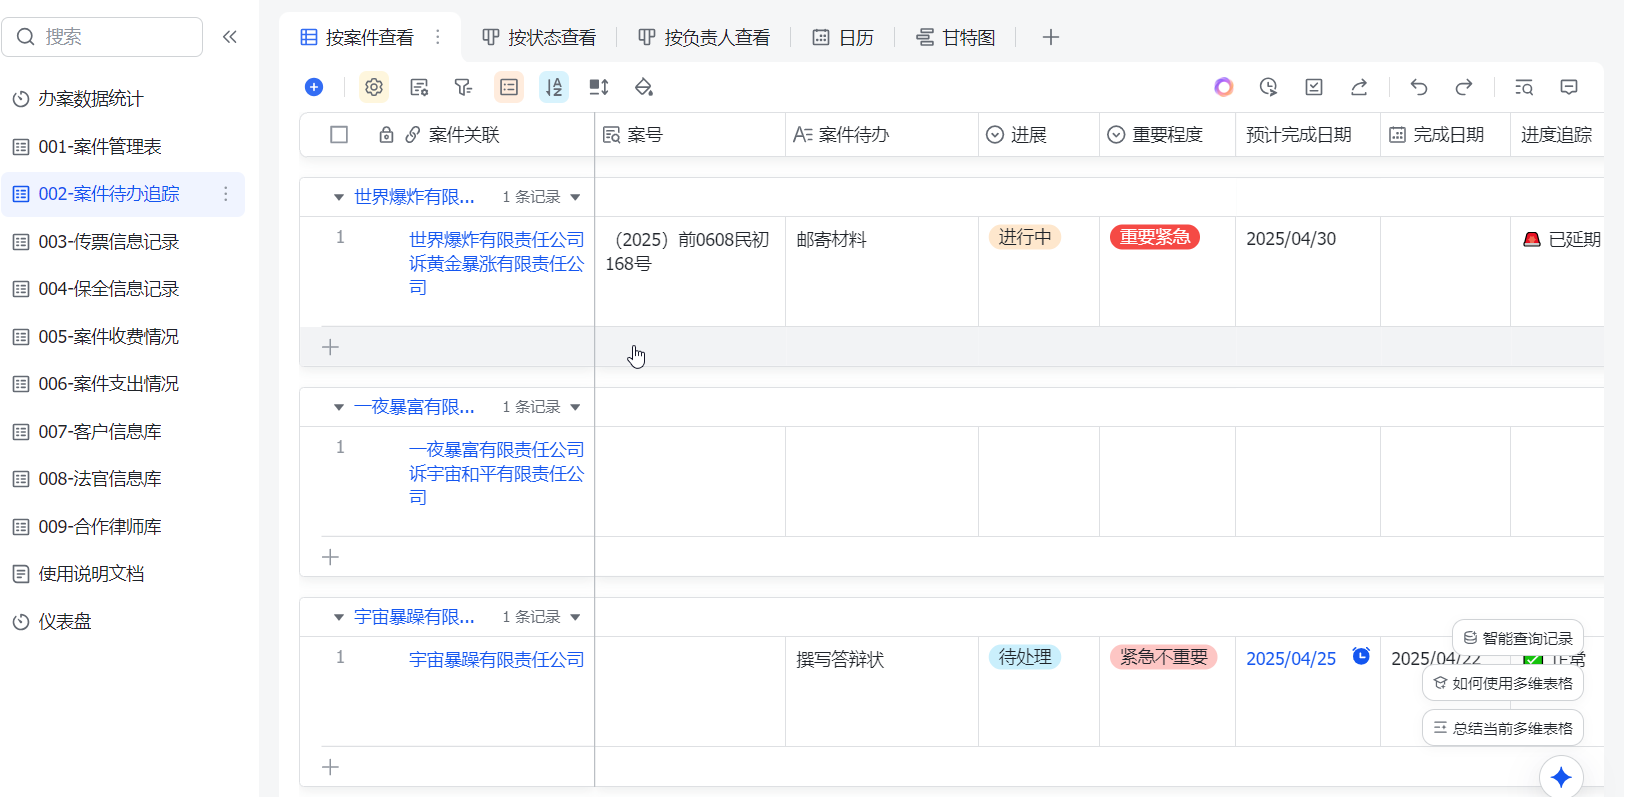 搜索
办案数据统计
001-案件管理表
002-案件待办追踪
003-传票信息记录
004-保全信息记录
005-案件收费情况
006-案件支出情况
007-客户信息库
008-法官信息库
009-合作律师库
使用说明文档
仪表盘
按案件查看
按状态查看
按负责人查看
日历
甘特图
案件关联
案号
案件待办
进展
重要程度
预计完成日期
完成日期
进度追踪
世界爆炸有限...
1 条记录
1
世界爆炸有限责任公司
诉黄金暴涨有限责任公
司
（2025）前0608民初
168号
邮寄材料
进行中
重要紧急
2025/04/30
已延期
一夜暴富有限...
1 条记录
1
一夜暴富有限责任公司
诉宇宙和平有限责任公
司
宇宙暴躁有限...
1 条记录
1
宇宙暴躁有限责任公司
撰写答辩状
待处理
紧急不重要
2025/04/25
2025/04/22
正常
智能查询记录
如何使用多维表格
总结当前多维表格